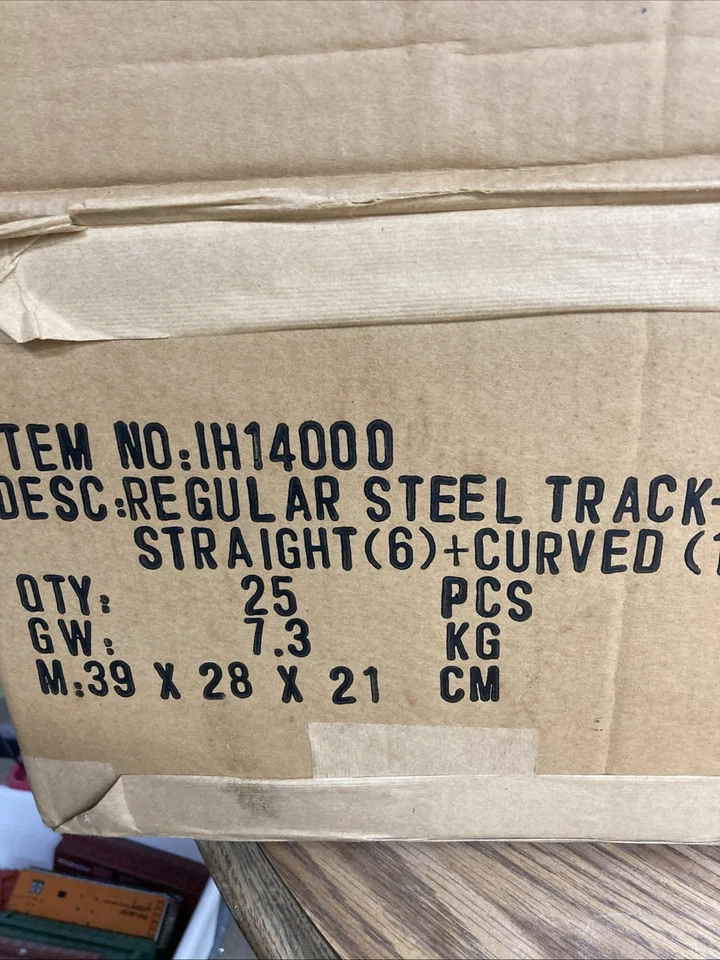 TEM NO:IH14000
DESC:REGULAR STEEL TRACK-
STRAIGHT(6)+CURVED (1
QTY: 25 PCS
GW: 7.3 KG
M:39 X 28 X 21 CM